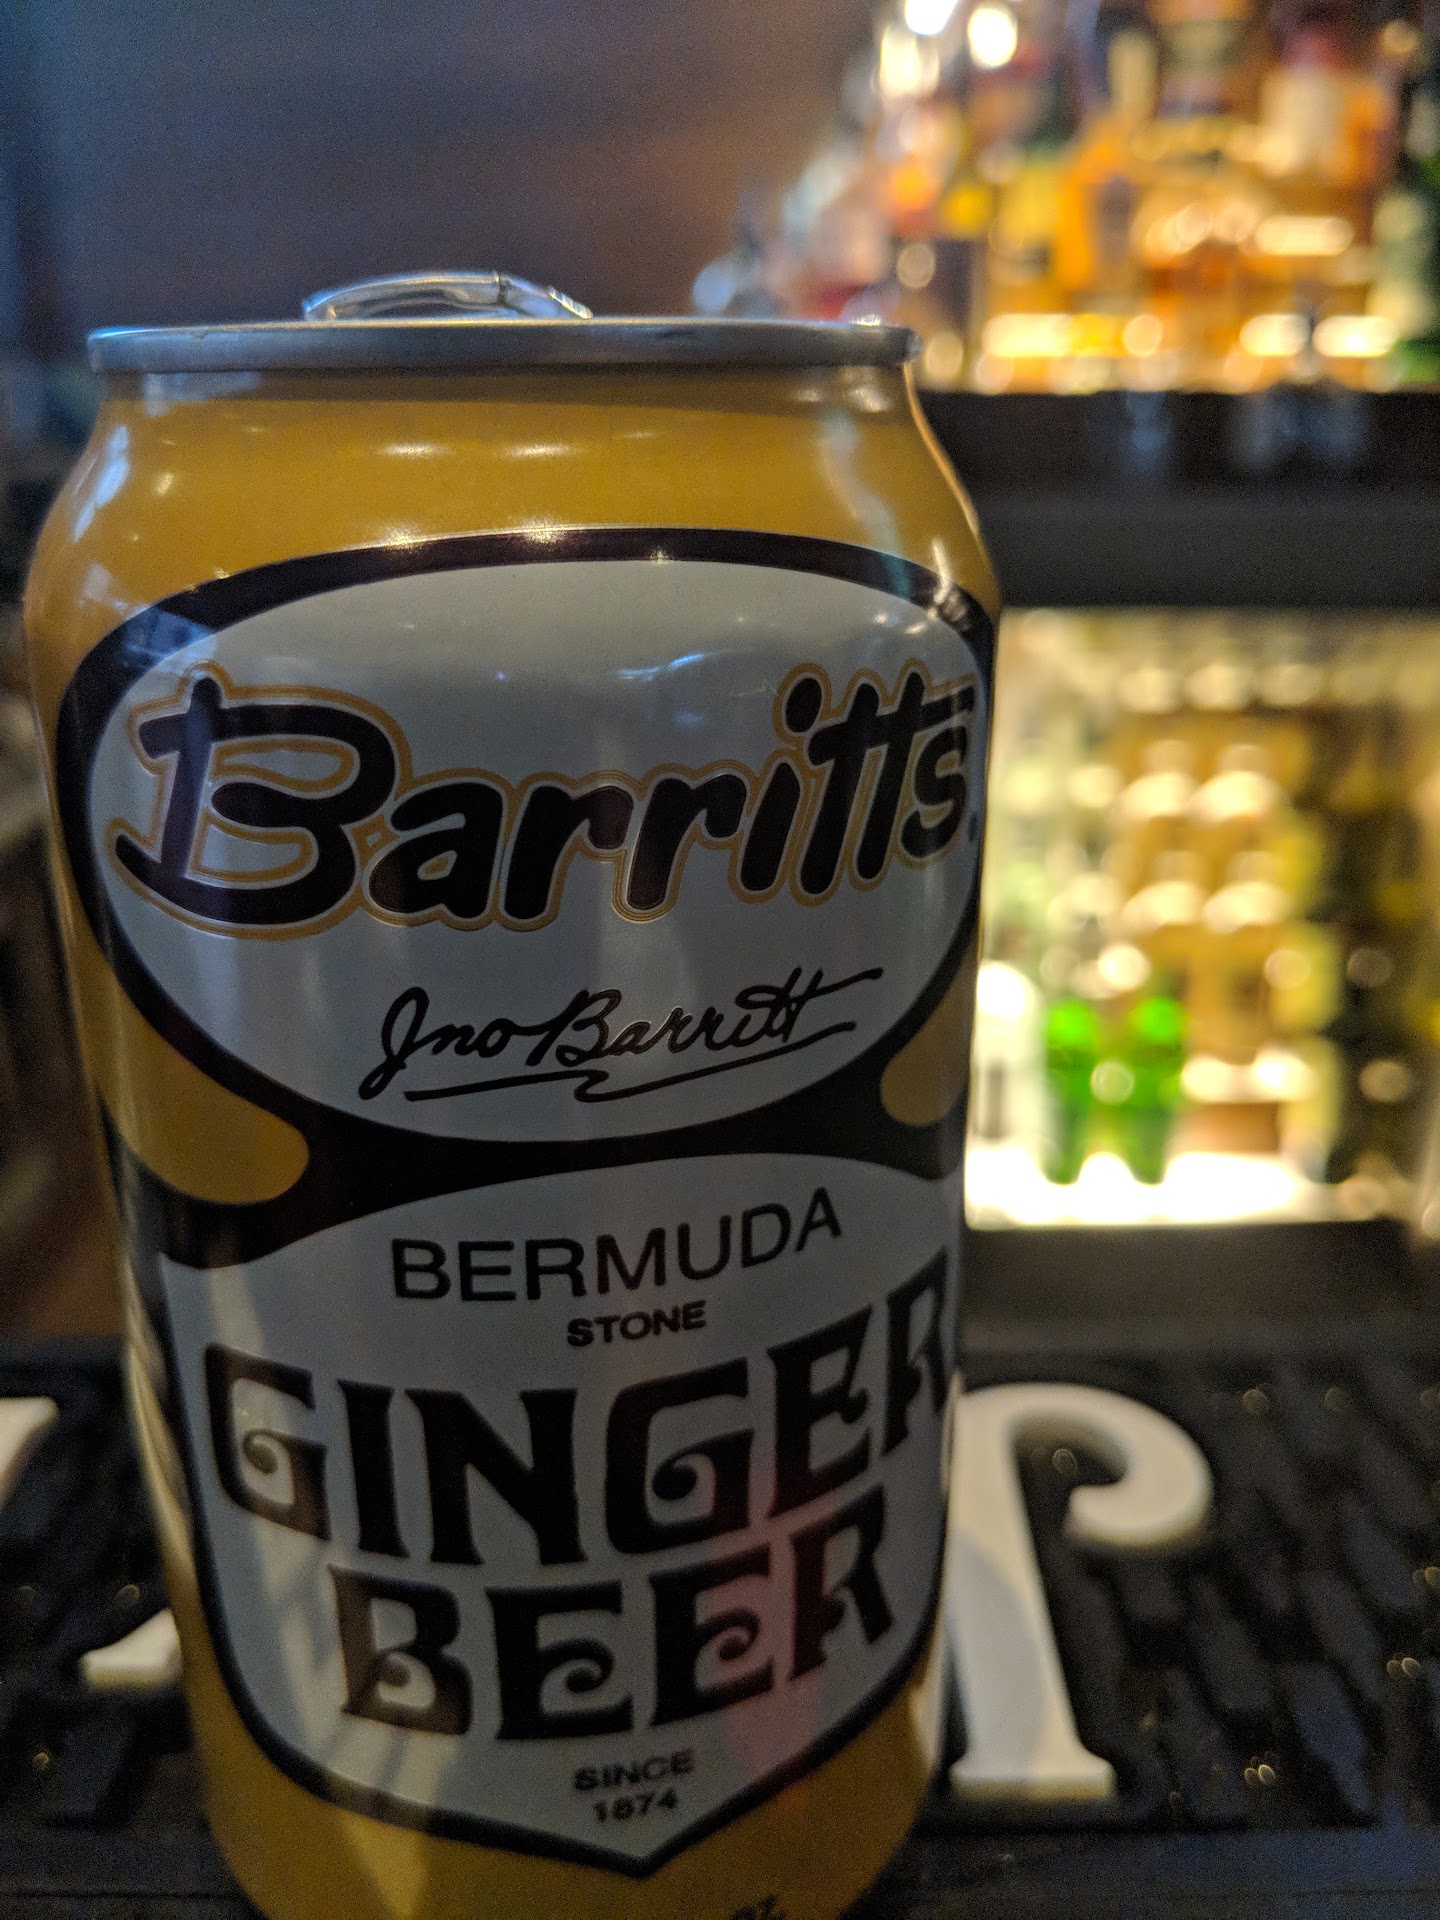 Barritts
Jno Barritt
BERMUDA
STONE
GINGER
BEER
SINCE
1874